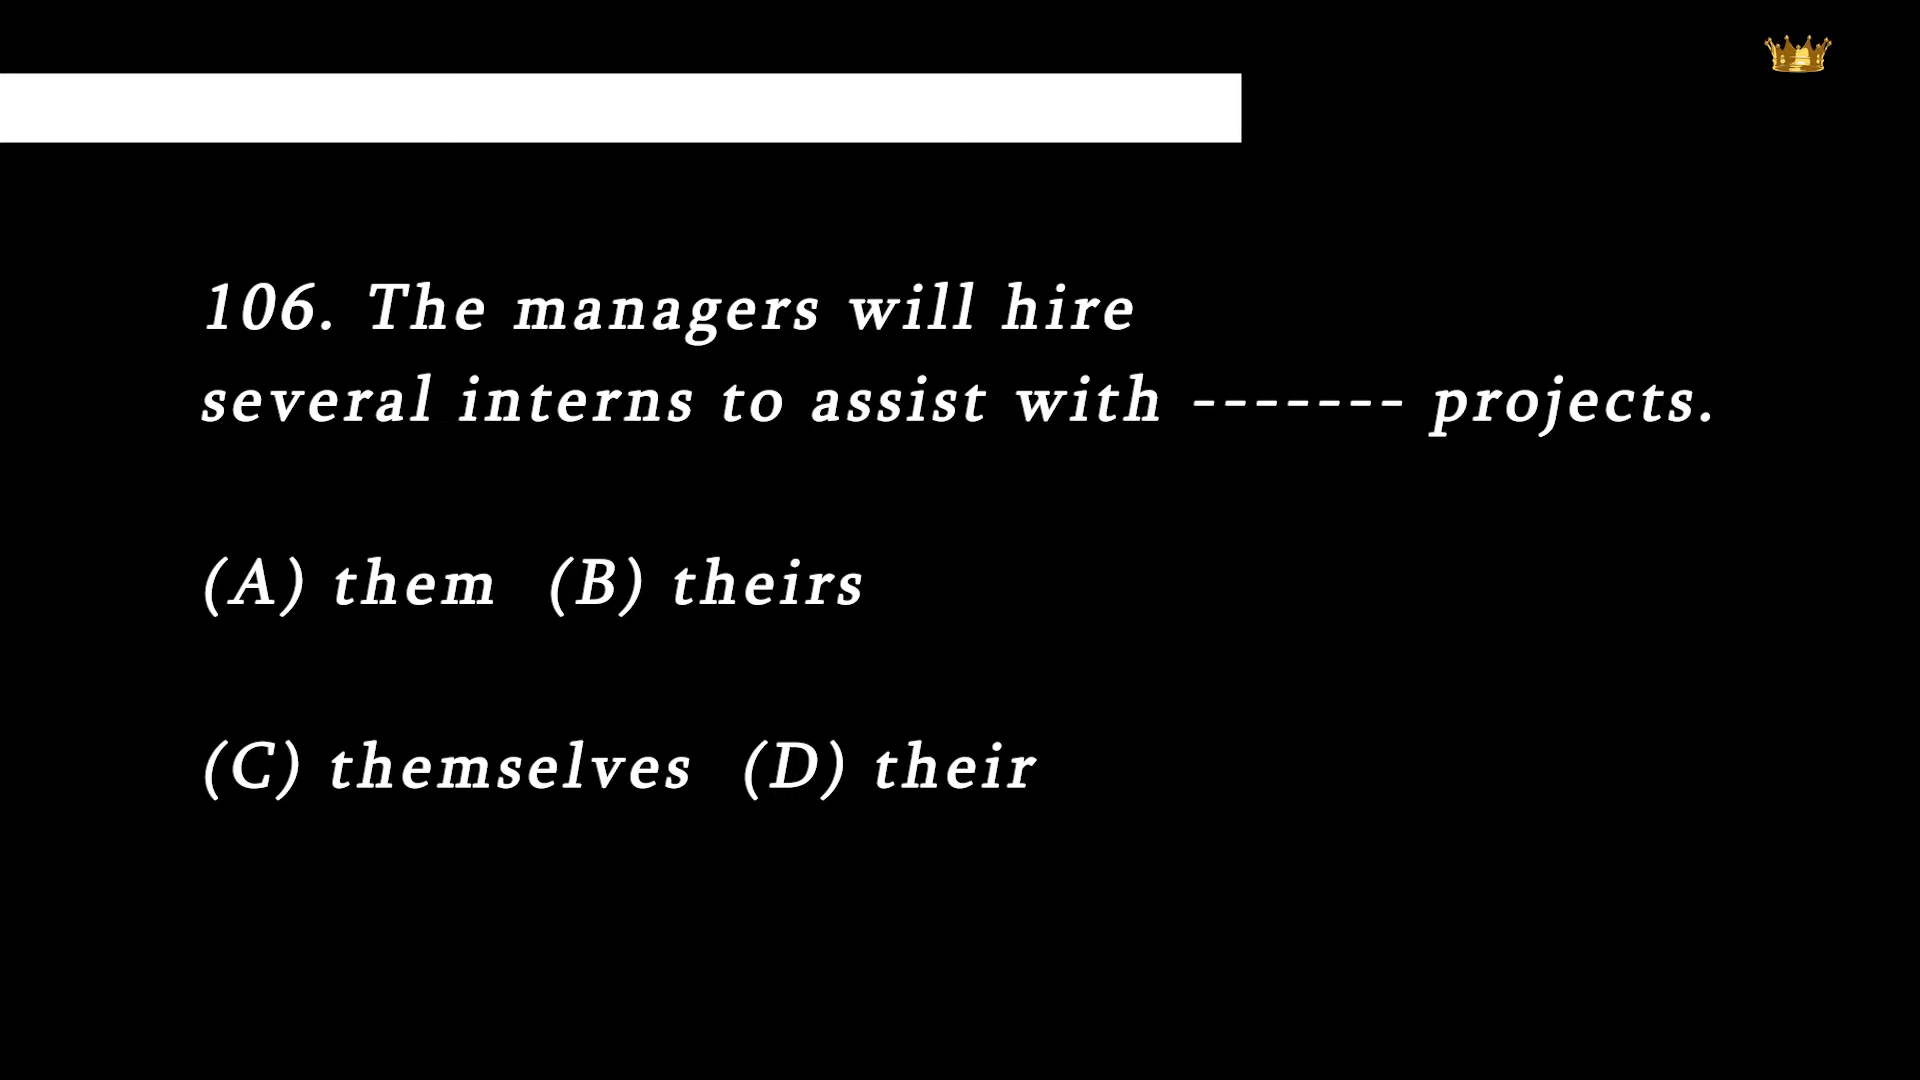 106. The managers will hire
several interns to assist with ------- projects.
(A) them (B) theirs
(C) themselves (D) their